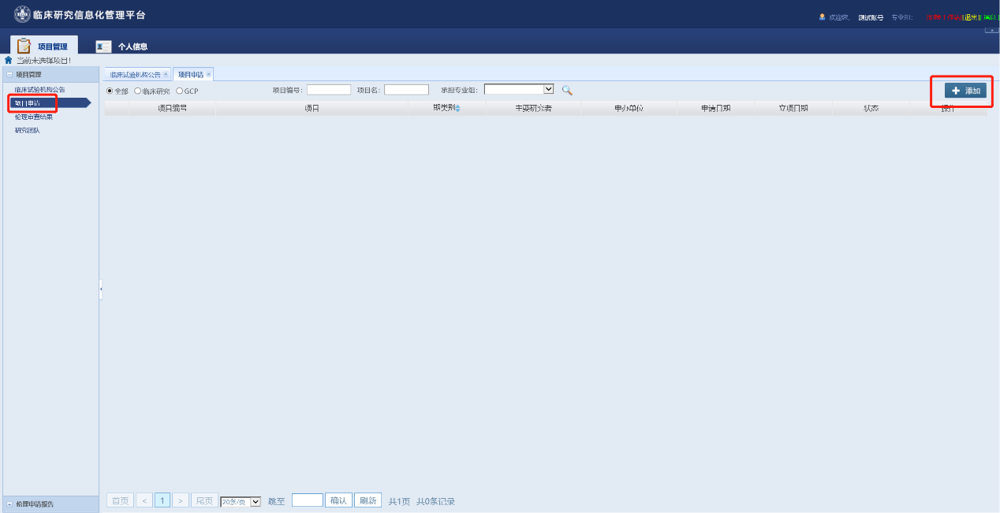 临床研究信息化管理平台
欢迎您, 测试账号 专业组: [退出]
项目管理 个人信息
当前未选择项目!
项目管理
临床试验机构公告
项目申请
伦理审查结果
研究团队
伦理申请报告
临床试验机构公告 项目申请
全部 临床研究 GCP 项目编号: 项目名: 承担专业组: 添加
项目编号 项目 期类别 主要研究者 申办单位 申请日期 立项日期 状态 操作
首页 < 1 > 尾页 20条/页 跳至 确认 刷新 共1页 共0条记录